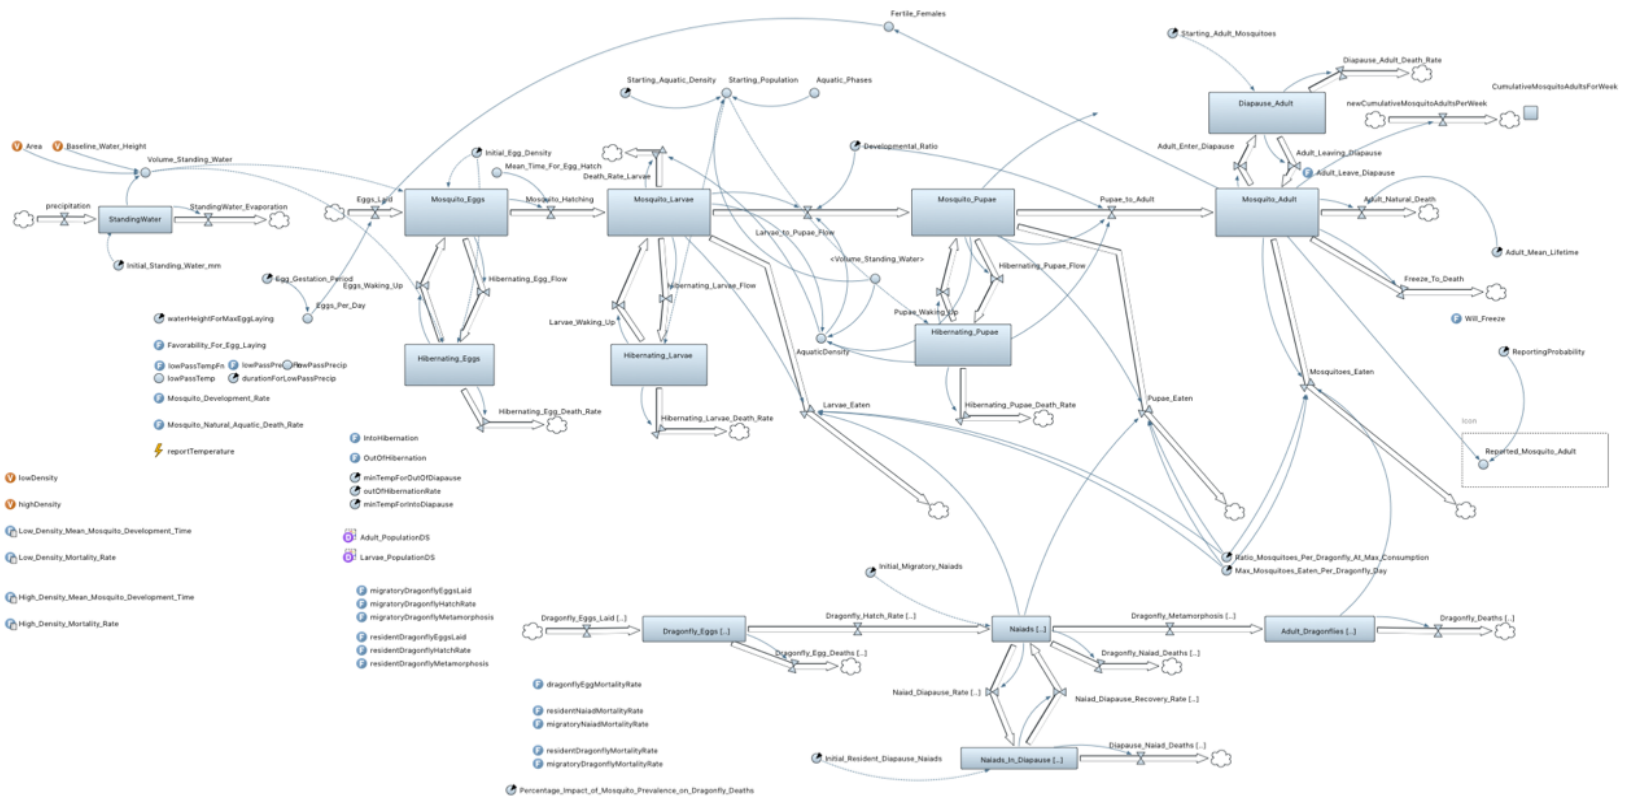 Fertile_Females
Starting_Adult_Mosquitoes
Diapause_Adult_Death_Rate
Starting_Aquatic_Density
Starting_Population
Aquatic_Phases
CumulativeMosquitoAdultsForWeek
Diapause_Adult
newCumulativeMosquitoAdultsPerWeek
Area
Baseline_Water_Height
Volume_Standing_Water
Initial_Egg_Density
Mean_Time_For_Egg_Hatch
Death_Rate_Larvae
Developmental_Ratio
Adult_Enter_Diapause
Adult_Leaving_Diapause
Adult_Leave_Diapause
precipitation
StandingWater
StandingWater_Evaporation
Eggs_Laid
Mosquito_Eggs
Mosquito_Hatching
Mosquito_Larvae
Larvae_to_Pupae_Flow
Mosquito_Pupae
Pupae_to_Adult
Mosquito_Adult
Adult_Natural_Death
Initial_Standing_Water_mm
Egg_Gestation_Period
Eggs_Waking_Up
Hibernating_Egg_Flow
Hibernating_Larvae_Flow
<Volume_Standing_Water>
Hibernating_Pupae_Flow
Adult_Mean_Lifetime
Freeze_To_Death
Eggs_Per_Day
Larvae_Waking_Up
Pupae_Waking_Up
Will_Freeze
waterHeightForMaxEggLaying
Favorability_For_Egg_Laying
Hibernating_Eggs
Hibernating_Larvae
AquaticDensity
Hibernating_Pupae
ReportingProbability
lowPassTempFn
lowPassPre
lowPassPrecip
lowPassTemp
durationForLowPassPrecip
Mosquitoes_Eaten
Mosquito_Development_Rate
Hibernating_Egg_Death_Rate
Hibernating_Larvae_Death_Rate
Larvae_Eaten
Hibernating_Pupae_Death_Rate
Pupae_Eaten
Mosquito_Natural_Aquatic_Death_Rate
Icon
reportTemperature
IntoHibernation
OutOfHibernation
Reported_Mosquito_Adult
lowDensity
minTempForOutOfDiapause
outOfHibernationRate
highDensity
minTempForIntoDiapause
Low_Density_Mean_Mosquito_Development_Time
Adult_PopulationDS
Low_Density_Mortality_Rate
Larvae_PopulationDS
Ratio_Mosquitoes_Per_Dragonfly_At_Max_Consumption
Max_Mosquitoes_Eaten_Per_Dragonfly_Day
Initial_Migratory_Naiads
High_Density_Mean_Mosquito_Development_Time
migratoryDragonflyEggsLaid
migratoryDragonflyHatchRate
migratoryDragonflyMetamorphosis
High_Density_Mortality_Rate
residentDragonflyEggsLaid
residentDragonflyHatchRate
residentDragonflyMetamorphosis
Dragonfly_Eggs_Laid [..]
Dragonfly_Eggs [..]
Dragonfly_Hatch_Rate [..]
Naiads [..]
Dragonfly_Metamorphosis [..]
Adult_Dragonflies [..]
Dragonfly_Deaths [..]
Dragonfly_Egg_Deaths [..]
Dragonfly_Naiad_Deaths [..]
dragonflyEggMortalityRate
Naiad_Diapause_Rate [..]
Naiad_Diapause_Recovery_Rate [..]
residentNaiadMortalityRate
migratoryNaiadMortalityRate
residentDragonflyMortalityRate
migratoryDragonflyMortalityRate
Initial_Resident_Diapause_Naiads
Naiads_In_Diapause [..]
Diapause_Naiad_Deaths [..]
Percentage_Impact_of_Mosquito_Prevalence_on_Dragonfly_Deaths